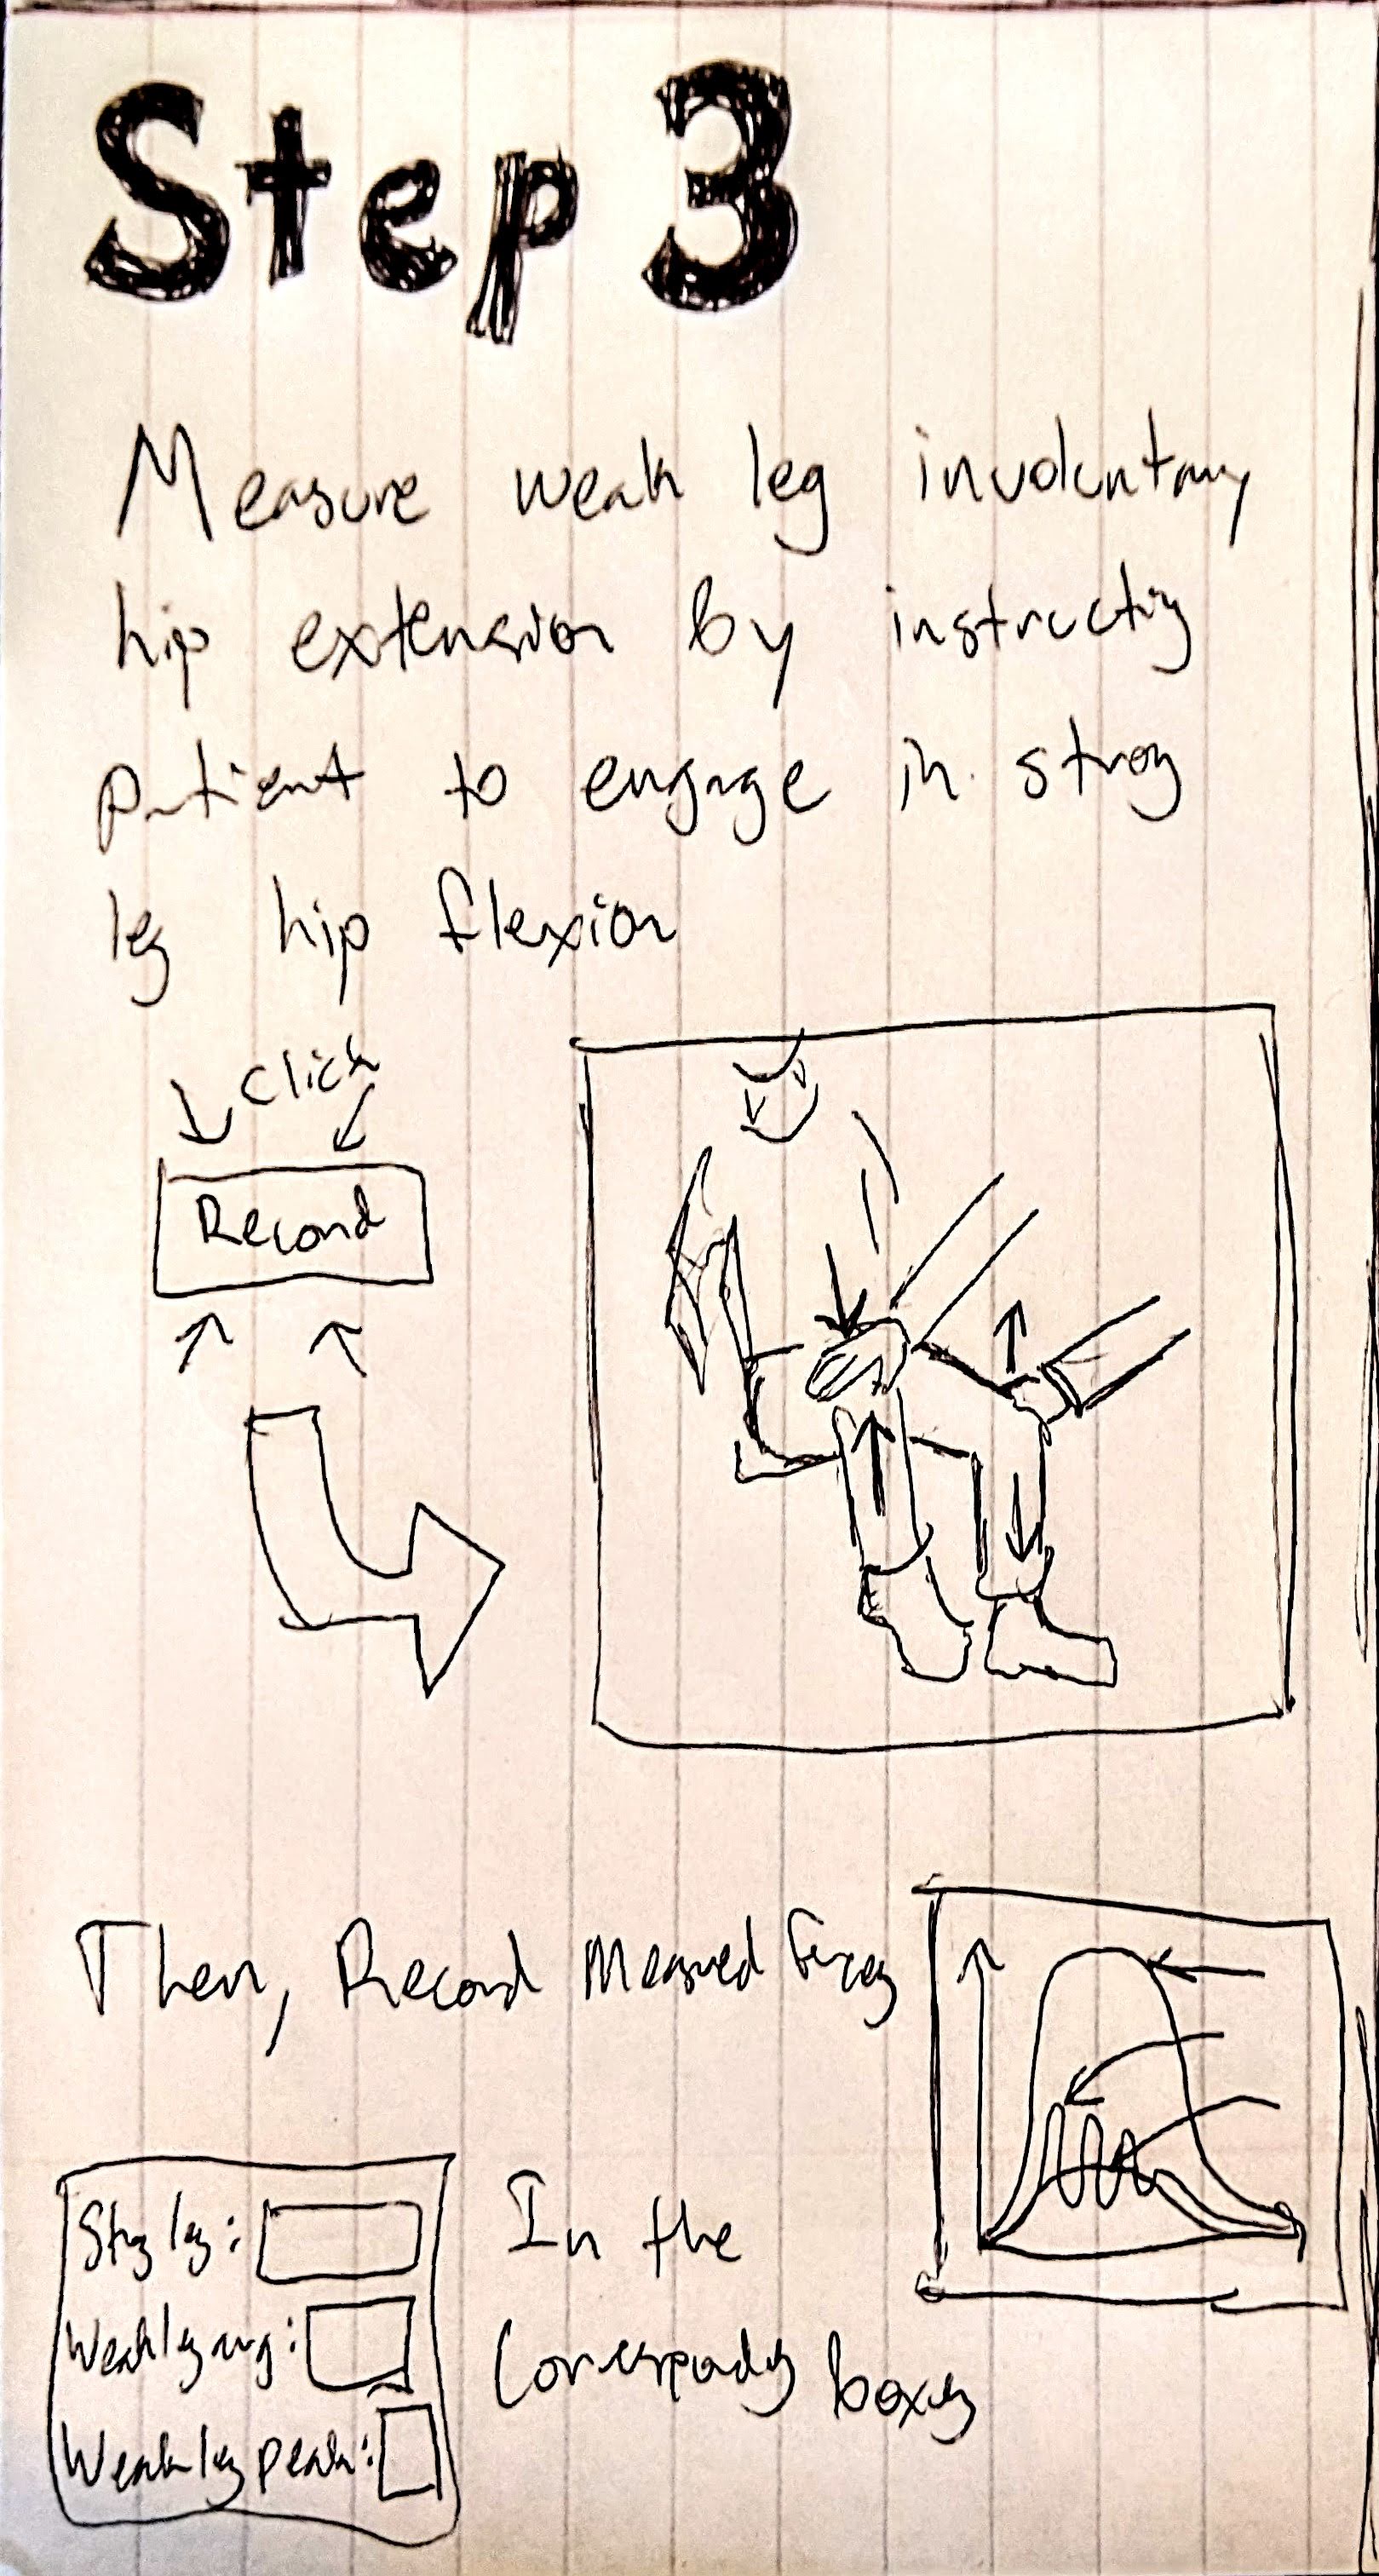 Step 3
Measure weak leg involuntary
hip extension by instructing
patient to engage in strong
leg hip flexion
Click
Record
Then, Record Measured forces
Strong leg:
In the
Weak leg avg:
Corresponding boxes
Weak leg peak: